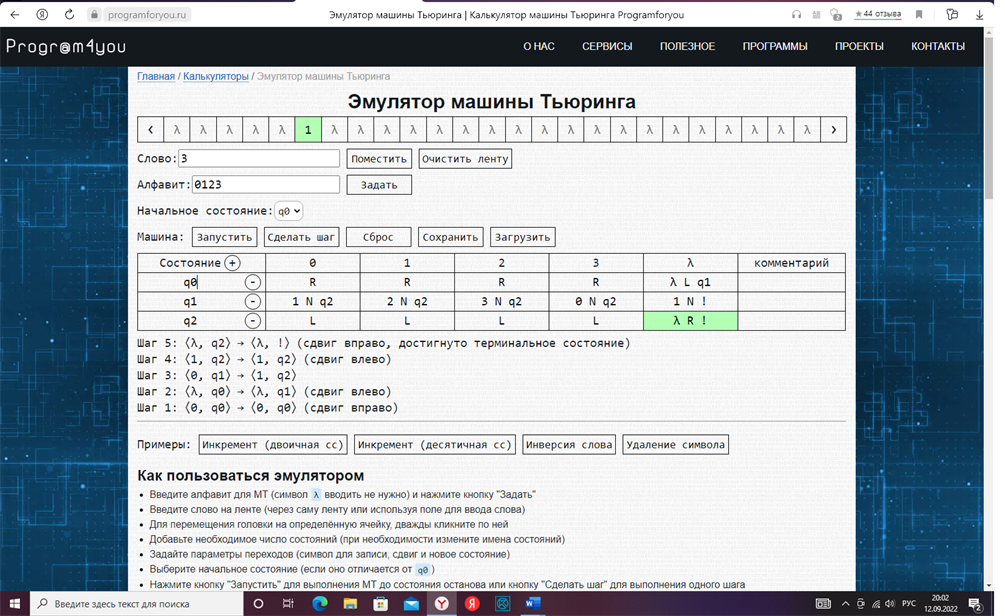 programforyou.ru
Эмулятор машины Тьюринга | Калькулятор машины Тьюринга Programforyou
44 отзыва
Progr@m4you
О НАС СЕРВИСЫ ПОЛЕЗНОЕ ПРОГРАММЫ ПРОЕКТЫ КОНТАКТЫ
Главная / Калькуляторы / Эмулятор машины Тьюринга
Эмулятор машины Тьюринга
< λ λ λ λ λ 1 λ λ λ λ λ λ λ λ λ λ λ λ λ λ λ λ λ λ λ >
Слово: 3 Поместить Очистить ленту
Алфавит: 0123 Задать
Начальное состояние: q0
Машина: Запустить Сделать шаг Сброс Сохранить Загрузить
Состояние + 0 1 2 3 λ комментарий
q0 - R R R R λ L q1
q1 - 1 N q2 2 N q2 3 N q2 0 N q2 1 N !
q2 - L L L L λ R !
Шаг 5: ⟨λ, q2⟩ → ⟨λ, !⟩ (сдвиг вправо, достигнуто терминальное состояние)
Шаг 4: ⟨1, q2⟩ → ⟨1, q2⟩ (сдвиг влево)
Шаг 3: ⟨0, q1⟩ → ⟨1, q2⟩
Шаг 2: ⟨λ, q0⟩ → ⟨λ, q1⟩ (сдвиг влево)
Шаг 1: ⟨0, q0⟩ → ⟨0, q0⟩ (сдвиг вправо)
Примеры: Инкремент (двоичная сс) Инкремент (десятичная сс) Инверсия слова Удаление символа
Как пользоваться эмулятором
• Введите алфавит для МТ (символ λ вводить не нужно) и нажмите кнопку "Задать"
• Введите слово на ленте (через саму ленту или используя поле для ввода слова)
• Для перемещения головки на определённую ячейку, дважды кликните по ней
• Добавьте необходимое число состояний (при необходимости измените имена состояний)
• Задайте параметры переходов (символ для записи, сдвиг и новое состояние)
• Выберите начальное состояние (если оно отличается от q0)
• Нажмите кнопку "Запустить" для выполнения МТ до состояния останова или кнопку "Сделать шаг" для выполнения одного шага
Введите здесь текст для поиска
РУС
20:02
12.09.2022